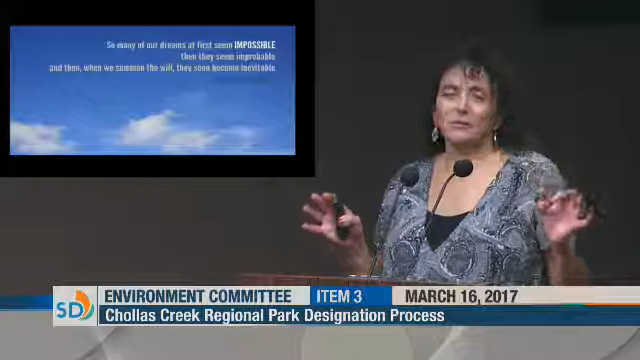 So many of our dreams at first seem IMPOSSIBLE
then they seem improbable
and then, when we summon the will, they soon become inevitable
SD
ENVIRONMENT COMMITTEE
ITEM 3
MARCH 16, 2017
Chollas Creek Regional Park Designation Process